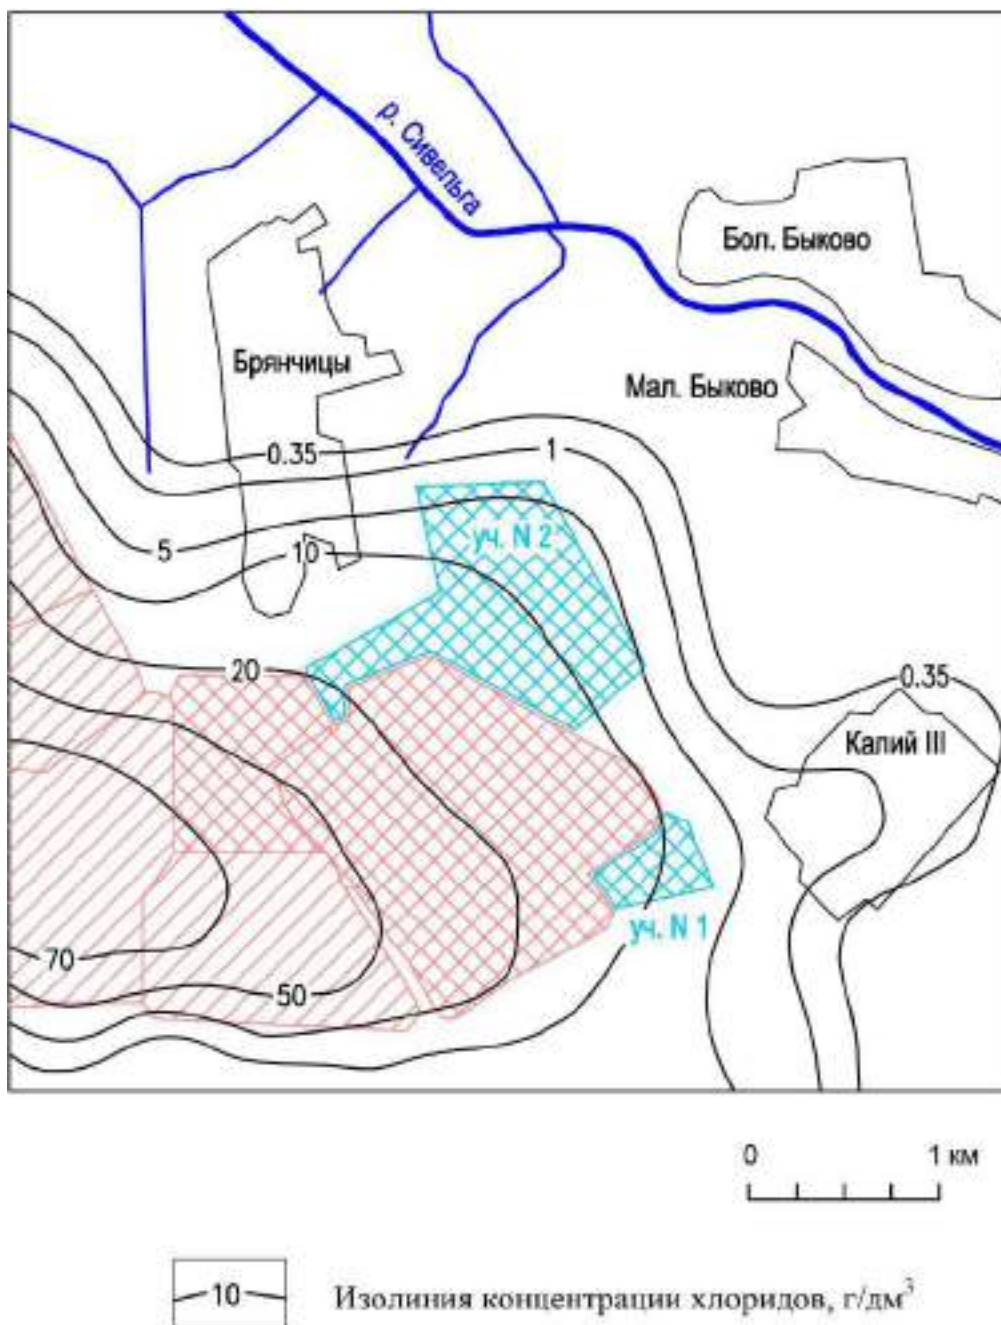 р. Сивельга
Бол. Быково
Брянчицы
Мал. Быково
0.35
1
5
10
уч. N 2
20
0.35
Калий III
уч. N 1
70
50
0
1 км
10
Изолиния концентрации хлоридов, г/дм³